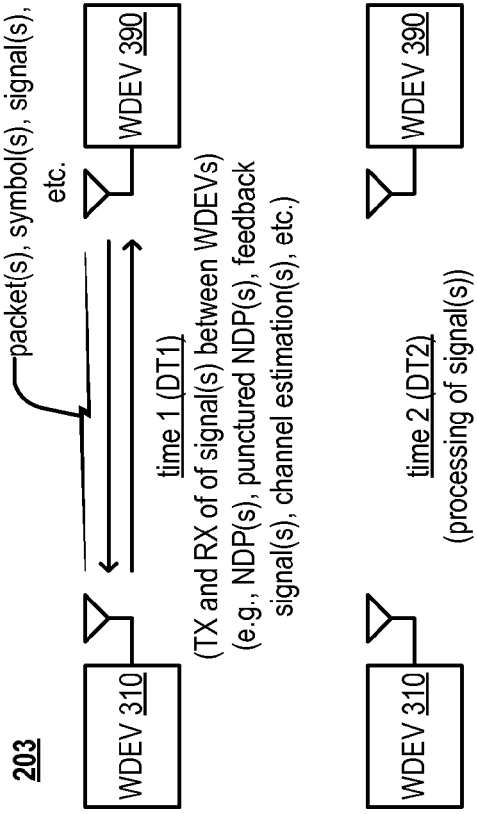 203
packet(s), symbol(s), signal(s),
etc.
WDEV 310
WDEV 390
time 1 (DT1)
(TX and RX of of signal(s) between WDEVs)
(e.g., NDP(s), punctured NDP(s), feedback
signal(s), channel estimation(s), etc.)
WDEV 310
WDEV 390
time 2 (DT2)
(processing of signal(s))